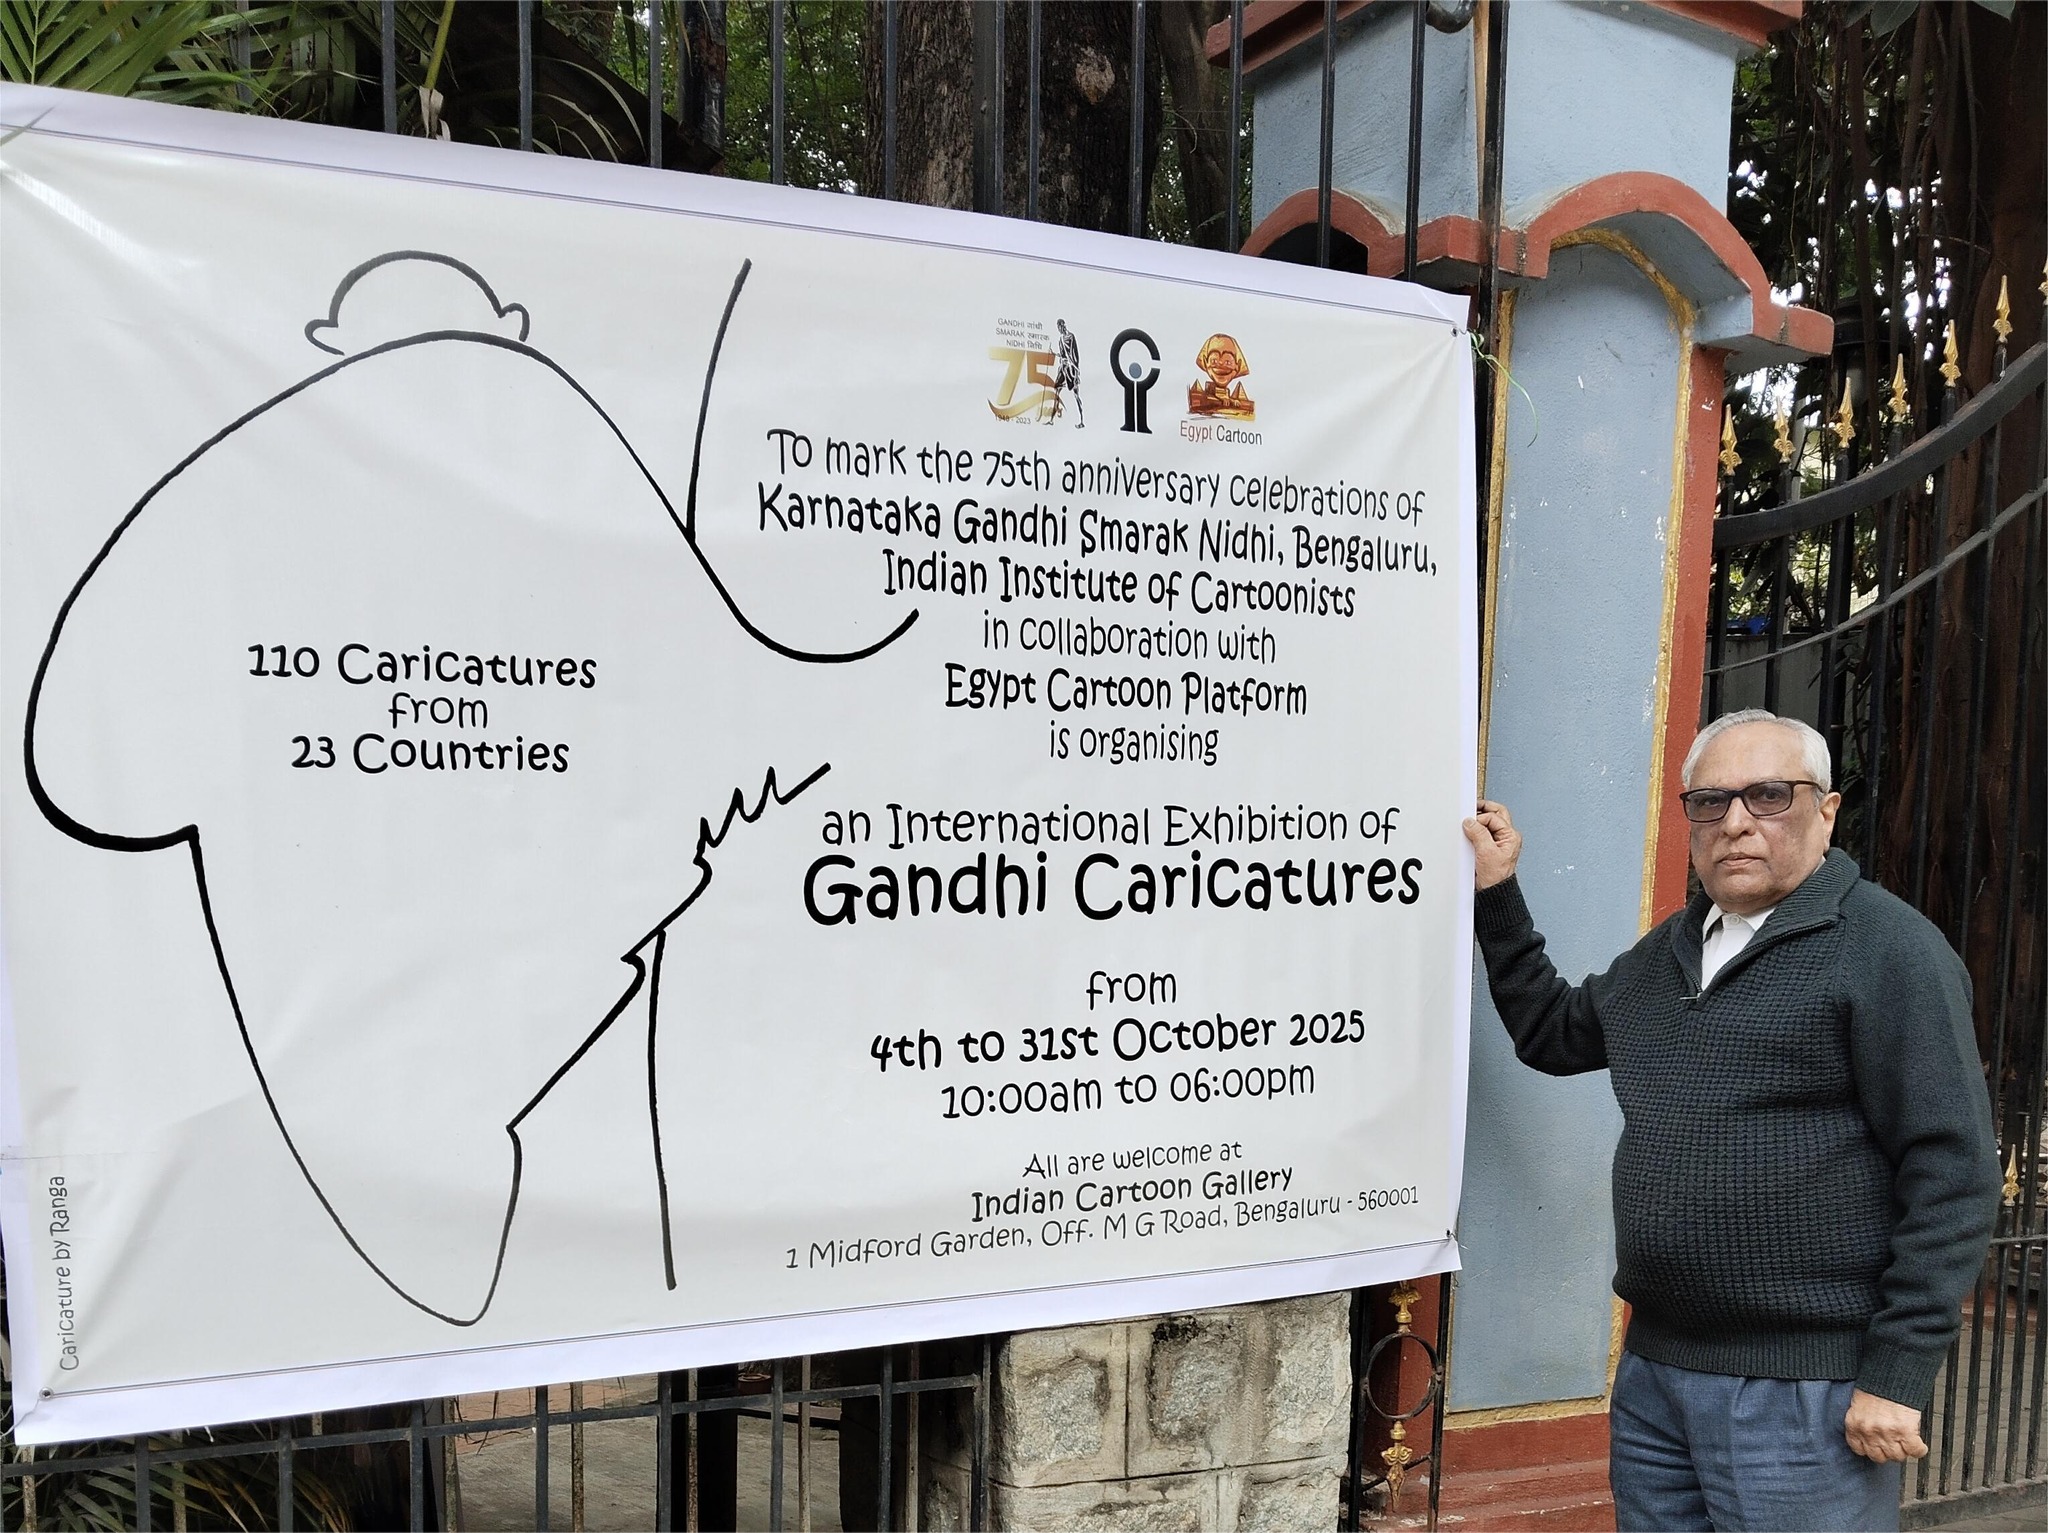 GANDHI गांधी
SMARAK स्मारक
NIDHI निधि
75
1948 - 2023
Egypt Cartoon
To mark the 75th anniversary celebrations of
Karnataka Gandhi Smarak Nidhi, Bengaluru,
Indian Institute of Cartoonists
in collaboration with
Egypt Cartoon Platform
is organising
an International Exhibition of
Gandhi Caricatures
from
4th to 31st October 2025
10:00am to 06:00pm
All are welcome at
Indian Cartoon Gallery
1 Midford Garden, Off. M G Road, Bengaluru - 560001
110 Caricatures
from
23 Countries
Caricature by Ranga